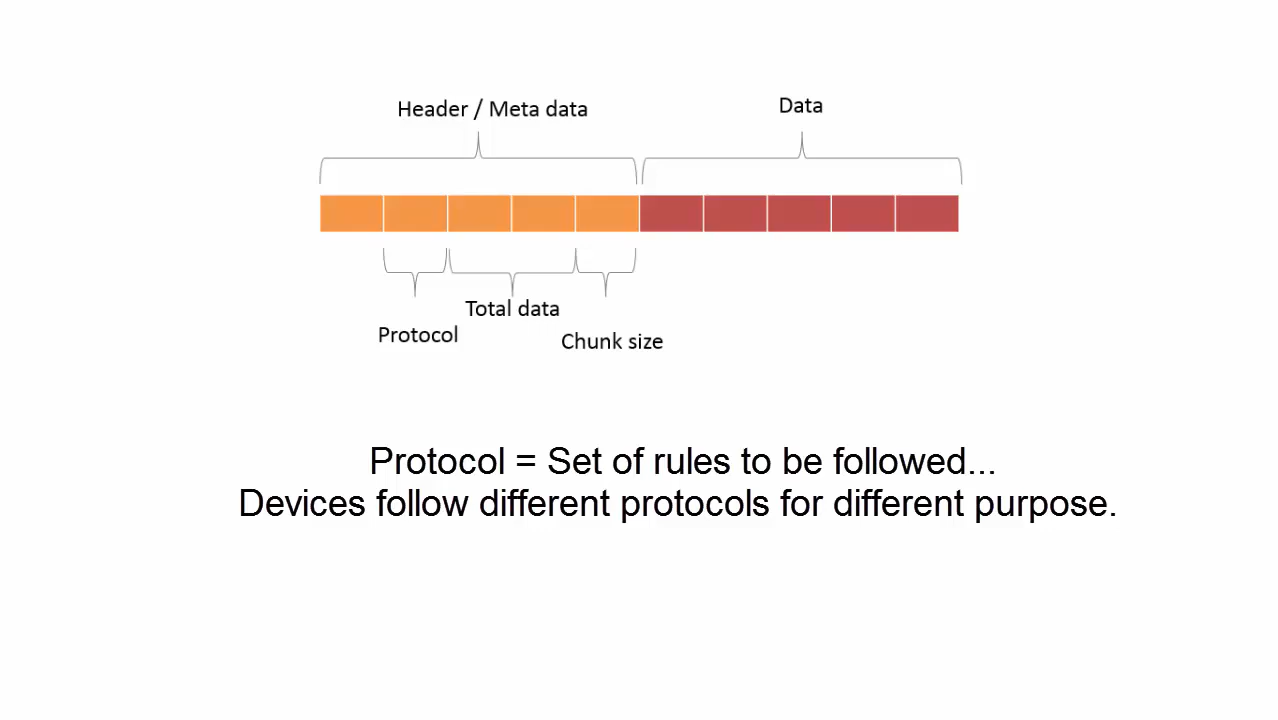 Header / Meta data
Data
Total data
Protocol
Chunk size
Protocol = Set of rules to be followed...
Devices follow different protocols for different purpose.